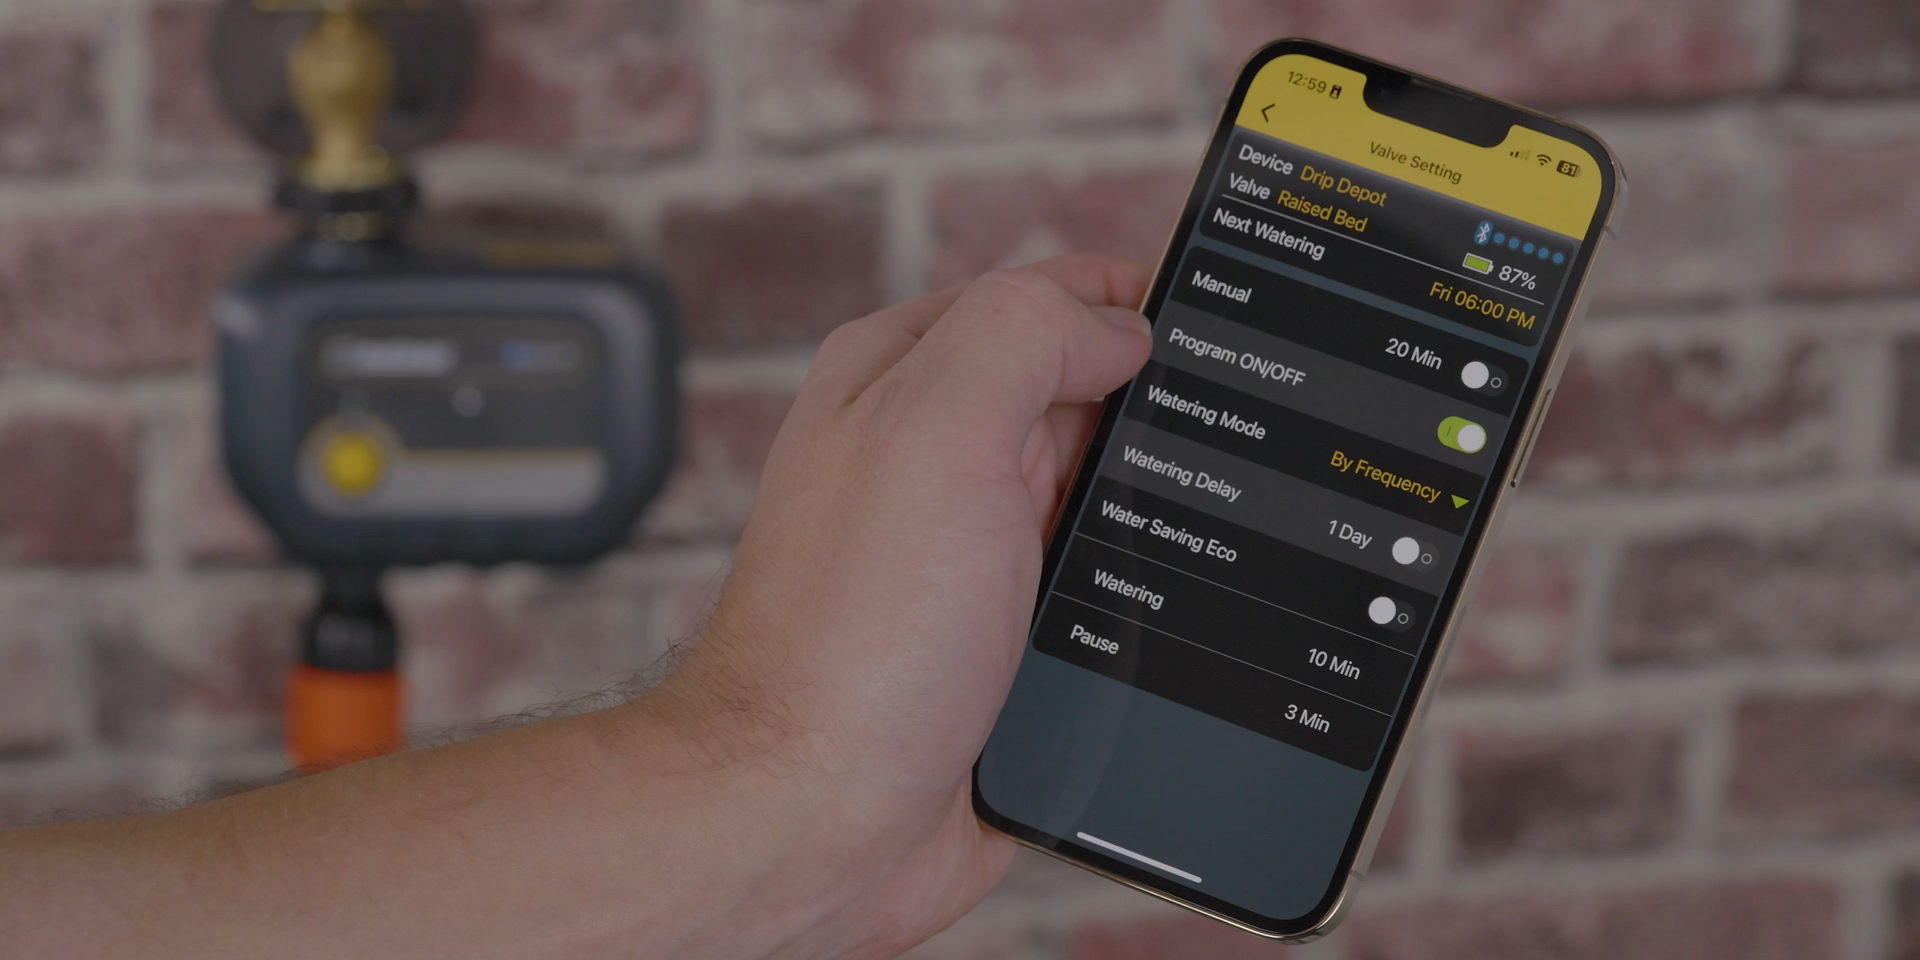 12:59
81
Valve Setting
Device Drip Depot
Valve Raised Bed
87%
Next Watering
Fri 06:00 PM
Manual
20 Min
Program ON/OFF
Watering Mode
By Frequency
Watering Delay
1 Day
Water Saving Eco
Watering
10 Min
Pause
3 Min